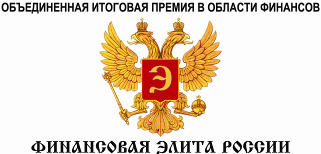 ОБЪЕДИНЕННАЯ ИТОГОВАЯ ПРЕМИЯ В ОБЛАСТИ ФИНАНСОВ
Э
ФИНАНСОВАЯ ЭЛИТА РОССИИ